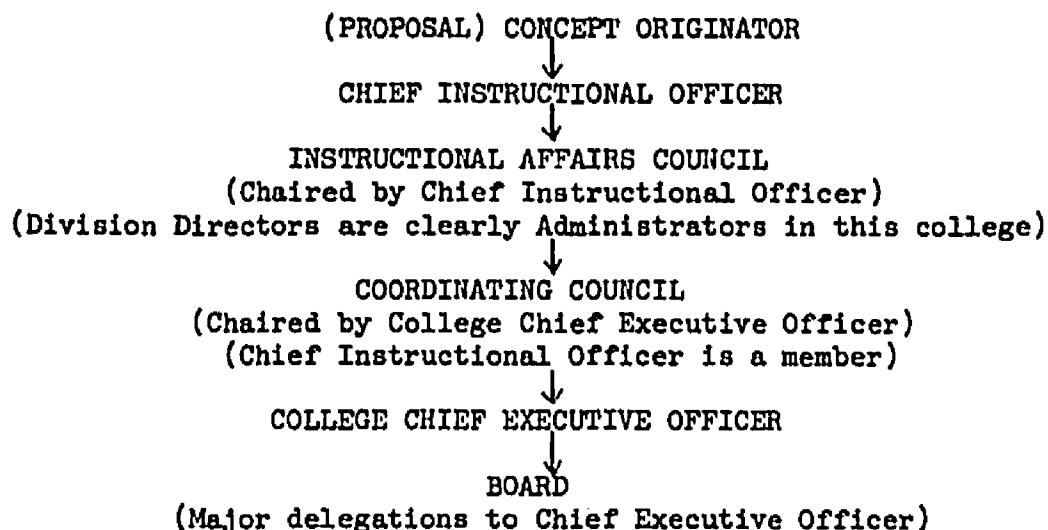 (PROPOSAL) CONCEPT ORIGINATOR
CHIEF INSTRUCTIONAL OFFICER
INSTRUCTIONAL AFFAIRS COUNCIL
(Chaired by Chief Instructional Officer)
(Division Directors are clearly Administrators in this college)
COORDINATING COUNCIL
(Chaired by College Chief Executive Officer)
(Chief Instructional Officer is a member)
COLLEGE CHIEF EXECUTIVE OFFICER
BOARD
(Major delegations to Chief Executive Officer)